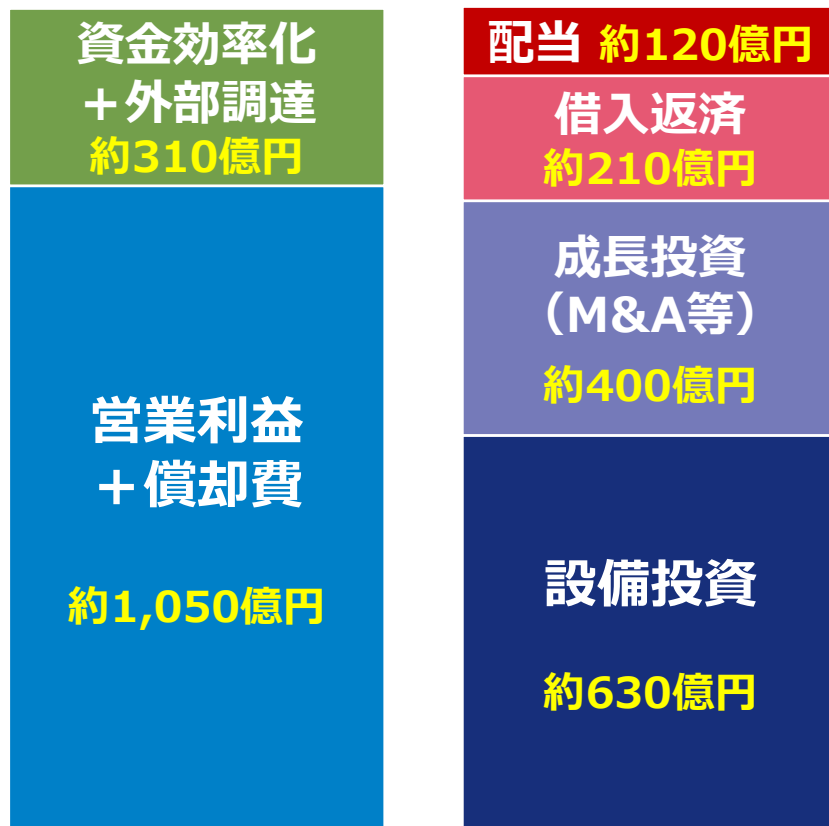 資金効率化
＋外部調達
約310億円
営業利益
＋償却費
約1,050億円
配当 約120億円
借入返済
約210億円
成長投資
（M&A等）
約400億円
設備投資
約630億円